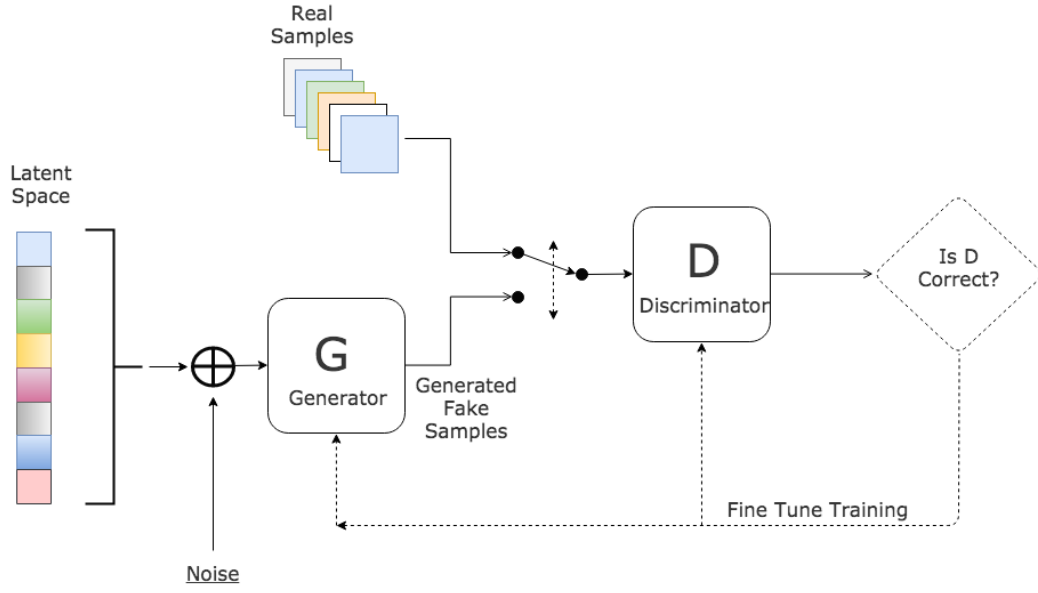 Real
Samples
Latent
Space
D
Discriminator
Is D
Correct?
G
Generator
Generated
Fake
Samples
Fine Tune Training
Noise